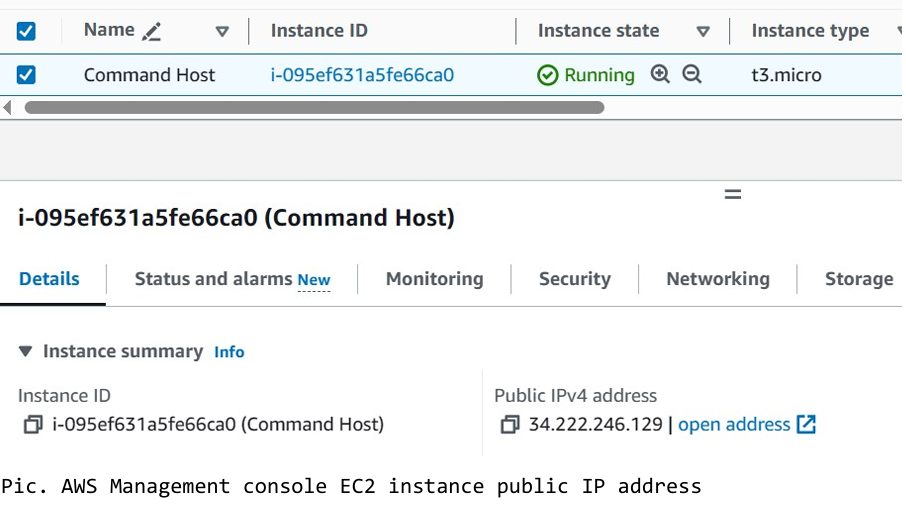 Name Instance ID Instance state Instance type
Command Host i-095ef631a5fe66ca0 Running t3.micro
i-095ef631a5fe66ca0 (Command Host)
Details Status and alarms New Monitoring Security Networking Storage
Instance summary Info
Instance ID Public IPv4 address
i-095ef631a5fe66ca0 (Command Host) 34.222.246.129 | open address
Pic. AWS Management console EC2 instance public IP address